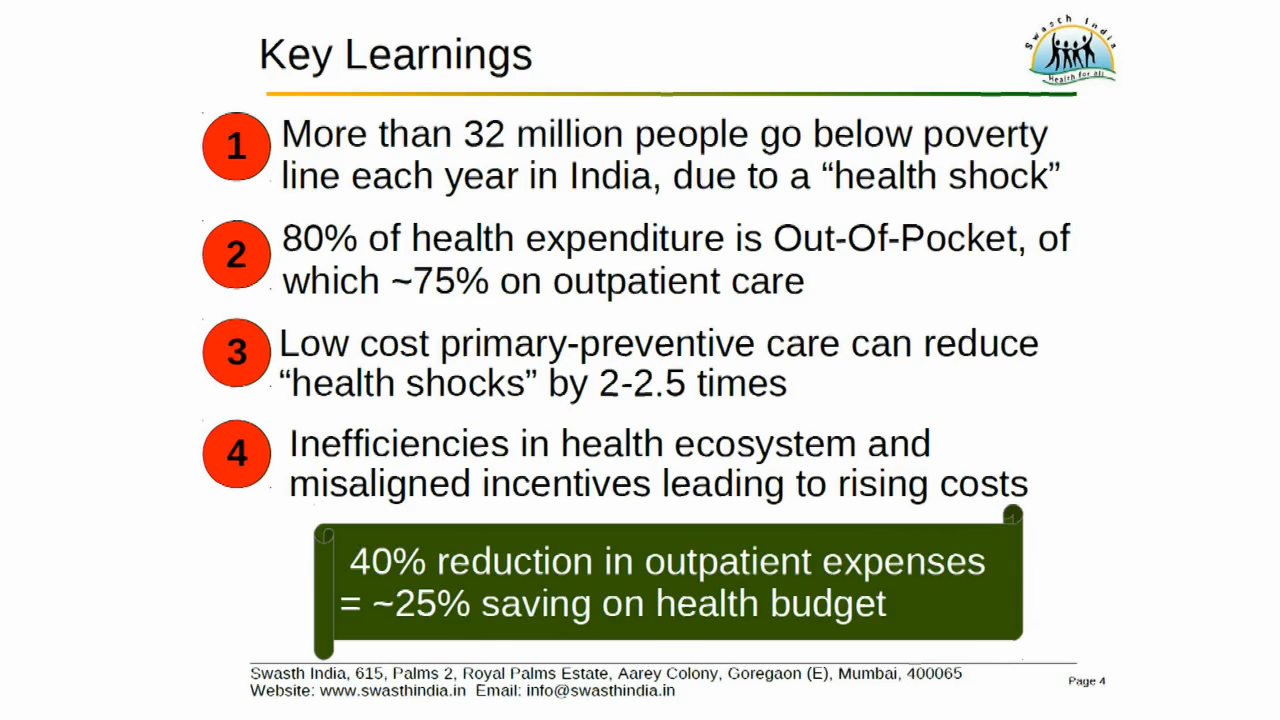 Key Learnings
Swasth India
Health for all
1
More than 32 million people go below poverty
line each year in India, due to a “health shock”
2
80% of health expenditure is Out-Of-Pocket, of
which ~75% on outpatient care
3
Low cost primary-preventive care can reduce
“health shocks” by 2-2.5 times
4
Inefficiencies in health ecosystem and
misaligned incentives leading to rising costs
40% reduction in outpatient expenses
= ~25% saving on health budget
Swasth India, 615, Palms 2, Royal Palms Estate, Aarey Colony, Goregaon (E), Mumbai, 400065
Website: www.swasthindia.in Email: info@swasthindia.in
Page 4